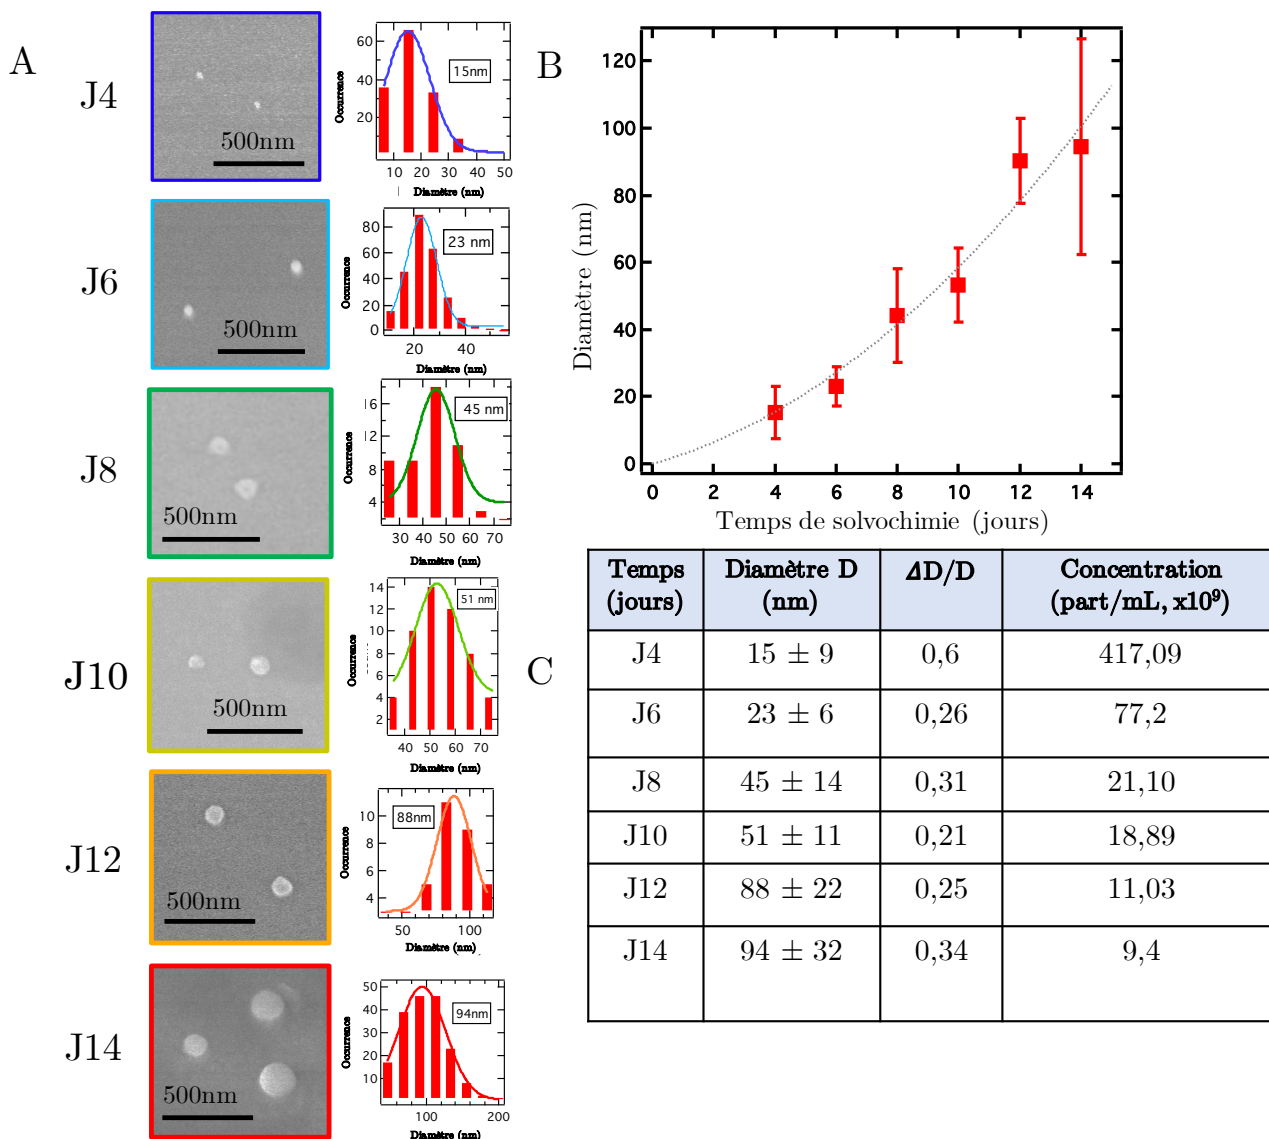 A
J4
500nm
Occurrence
60
40
20
15nm
10 20 30 40 50
Diamètre (nm)
J6
500nm
Occurrence
80
60
40
20
0
23 nm
20 40
Diamètre (nm)
J8
500nm
Occurrence
8
4
45 nm
30 40 50 60 70
Diamètre (nm)
J10
500nm
Occurrence
14
12
10
8
6
4
2
51 nm
40 50 60 70
Diamètre (nm)
J12
500nm
Occurrence
10
8
6
4
88nm
50 100
Diamètre (nm)
J14
500nm
Occurrence
50
40
30
20
10
0
94nm
100 200
Diamètre (nm)
B
Diamètre (nm)
120
100
80
60
40
20
0
0 2 4 6 8 10 12 14
Temps de solvochimie (jours)
C
Temps (jours) Diamètre D (nm) ΔD/D Concentration (part/mL, x10⁹)
J4 15 ± 9 0,6 417,09
J6 23 ± 6 0,26 77,2
J8 45 ± 14 0,31 21,10
J10 51 ± 11 0,21 18,89
J12 88 ± 22 0,25 11,03
J14 94 ± 32 0,34 9,4